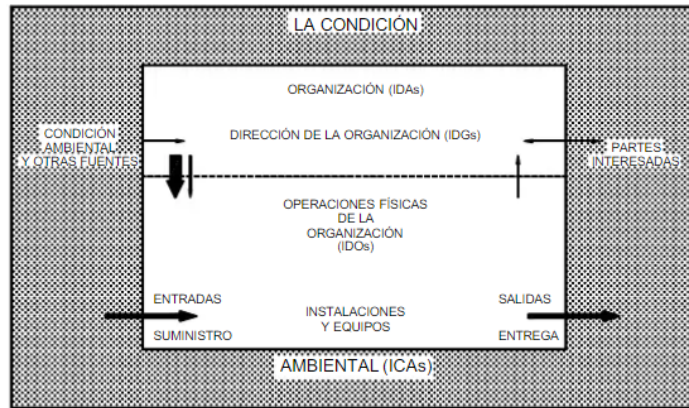 LA CONDICIÓN
ORGANIZACIÓN (IDAs)
CONDICIÓN
AMBIENTAL
Y OTRAS FUENTES
DIRECCIÓN DE LA ORGANIZACIÓN (IDGs)
PARTES
INTERESADAS
OPERACIONES FÍSICAS
DE LA
ORGANIZACIÓN
(IDOs)
ENTRADAS
SUMINISTRO
INSTALACIONES
Y EQUIPOS
SALIDAS
ENTREGA
AMBIENTAL (ICAs)